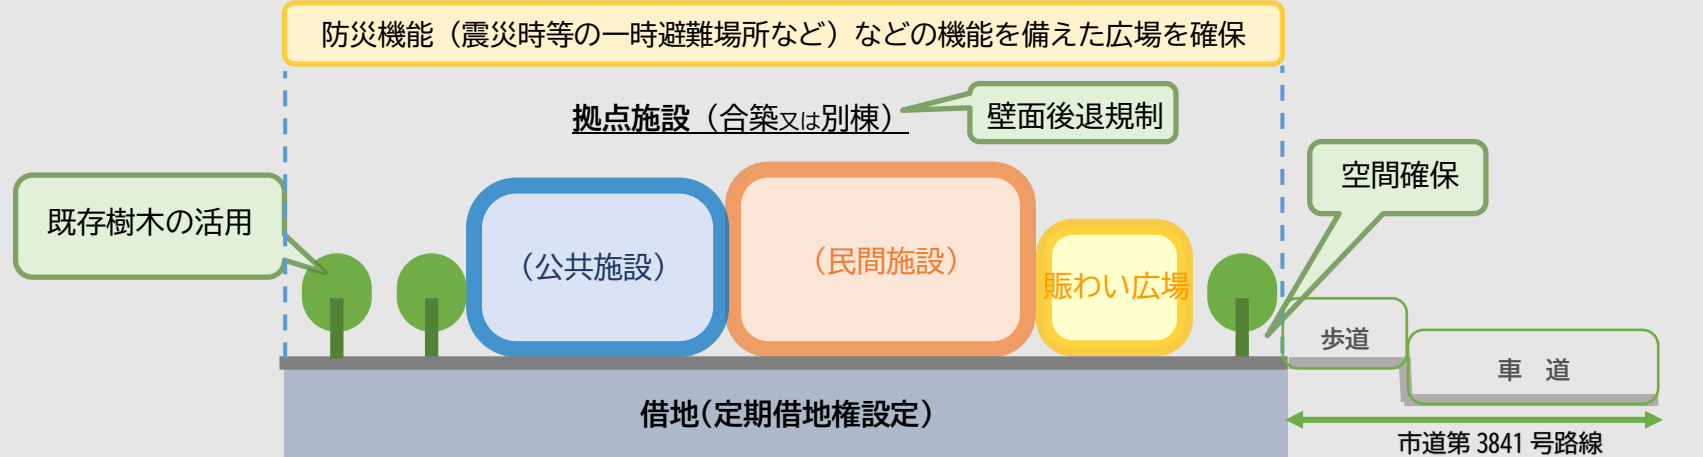 防災機能（震災時等の一時避難場所など）などの機能を備えた広場を確保
拠点施設（合築又は別棟）
壁面後退規制
空間確保
既存樹木の活用
（公共施設）
（民間施設）
賑わい広場
歩道
車　道
借地（定期借地権設定）
市道第 3841 号路線